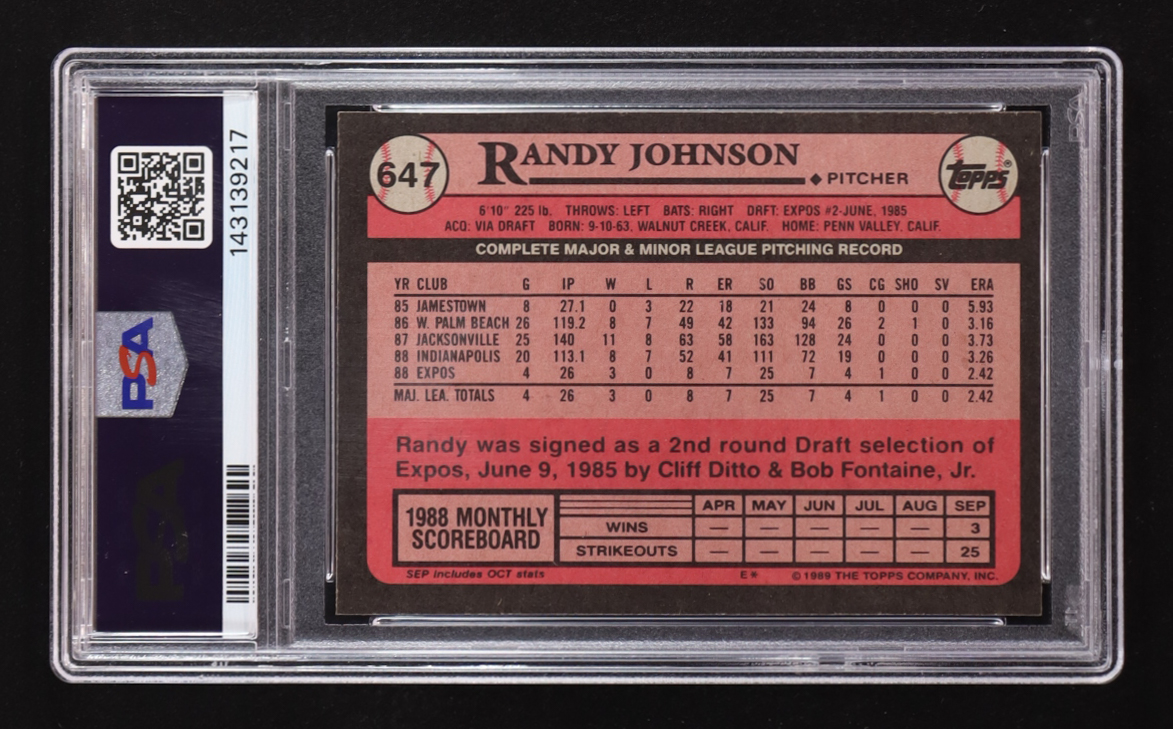 143139217
PSA
PSA
647
RANDY JOHNSON
◆ PITCHER
Topps®
6'10" 225 lb. THROWS: LEFT BATS: RIGHT DRFT: EXPOS #2-JUNE, 1985
ACQ: VIA DRAFT BORN: 9-10-63, WALNUT CREEK, CALIF. HOME: PENN VALLEY, CALIF.
COMPLETE MAJOR & MINOR LEAGUE PITCHING RECORD
YR CLUB G IP W L R ER SO BB GS CG SHO SV ERA
85 JAMESTOWN 8 27.1 0 3 22 18 21 24 8 0 0 0 5.93
86 W. PALM BEACH 26 119.2 8 7 49 42 133 94 26 2 1 0 3.16
87 JACKSONVILLE 25 140 11 8 63 58 163 128 24 0 0 0 3.73
88 INDIANAPOLIS 20 113.1 8 7 52 41 111 72 19 0 0 0 3.26
88 EXPOS 4 26 3 0 8 7 25 7 4 1 0 0 2.42
MAJ. LEA. TOTALS 4 26 3 0 8 7 25 7 4 1 0 0 2.42
Randy was signed as a 2nd round Draft selection of
Expos, June 9, 1985 by Cliff Ditto & Bob Fontaine, Jr.
1988 MONTHLY
SCOREBOARD
APR MAY JUN JUL AUG SEP
WINS — — — — — 3
STRIKEOUTS — — — — — 25
SEP includes OCT stats
E* © 1989 THE TOPPS COMPANY, INC.